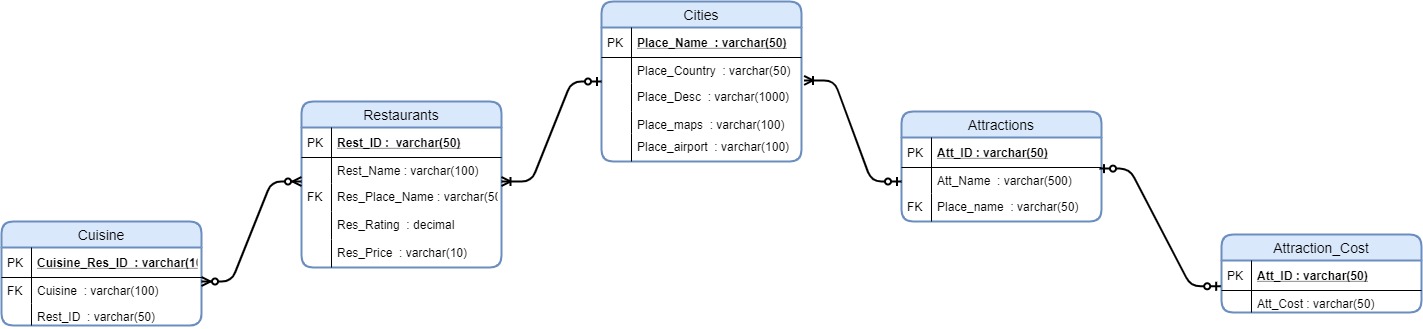 Cities
PK Place_Name : varchar(50)
Place_Country : varchar(50)
Place_Desc : varchar(1000)
Place_maps : varchar(100)
Place_airport : varchar(100)
Restaurants
PK Rest_ID : varchar(50)
Rest_Name : varchar(100)
FK Res_Place_Name : varchar(50
Res_Rating : decimal
Res_Price : varchar(10)
Attractions
PK Att_ID : varchar(50)
Att_Name : varchar(500)
FK Place_name : varchar(50)
Cuisine
PK Cuisine_Res_ID : varchar(1
FK Cuisine : varchar(100)
Rest_ID : varchar(50)
Attraction_Cost
PK Att_ID : varchar(50)
Att_Cost : varchar(50)